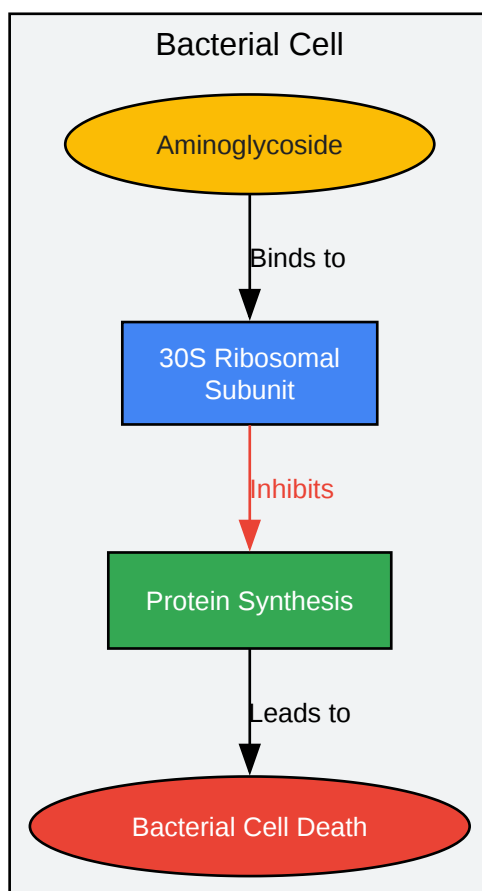 Bacterial Cell
Aminoglycoside
Binds to
30S Ribosomal
Subunit
Inhibits
Protein Synthesis
Leads to
Bacterial Cell Death